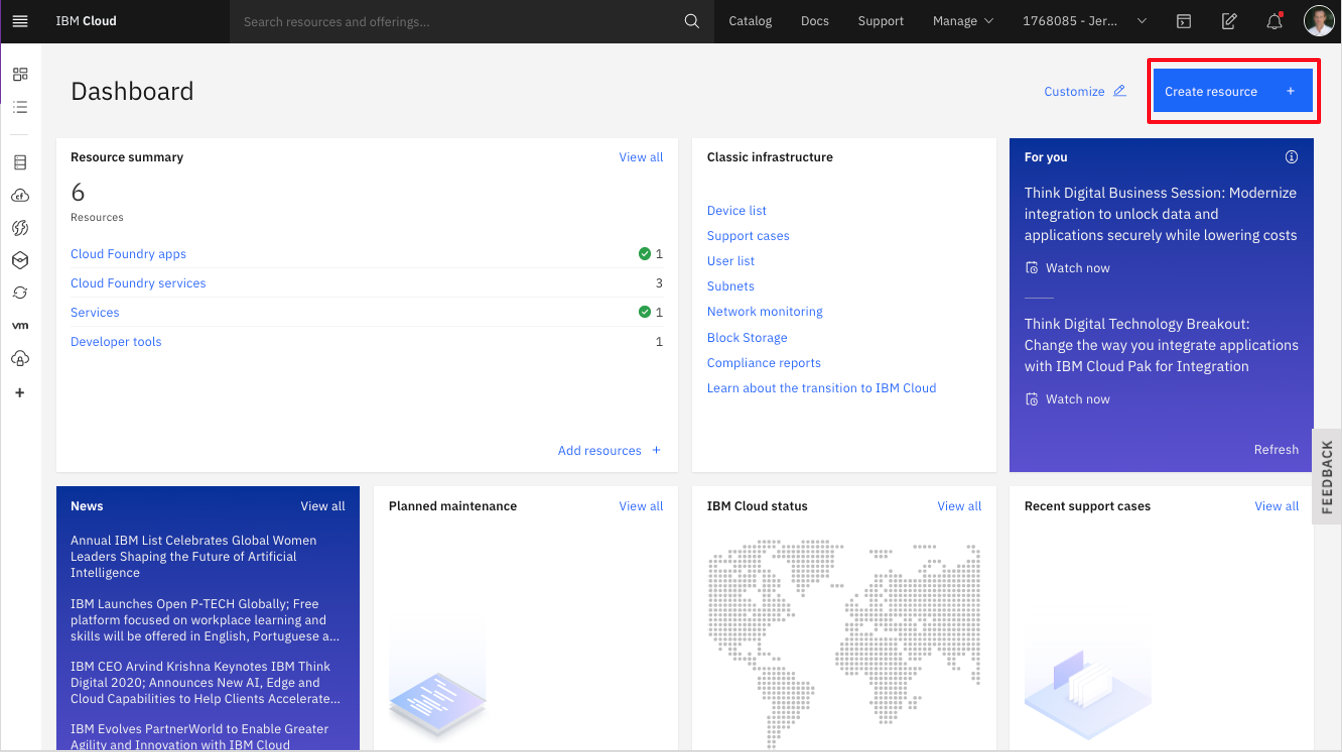 IBM Cloud
Search resources and offerings...
Catalog
Docs
Support
Manage
1768085 - Jer...
Dashboard
Customize
Create resource +
Resource summary
View all
6
Resources
Cloud Foundry apps
1
Cloud Foundry services
3
Services
1
Developer tools
1
Add resources +
Classic infrastructure
Device list
Support cases
User list
Subnets
Network monitoring
Block Storage
Compliance reports
Learn about the transition to IBM Cloud
For you
Think Digital Business Session: Modernize
integration to unlock data and
applications securely while lowering costs
Watch now
Think Digital Technology Breakout:
Change the way you integrate applications
with IBM Cloud Pak for Integration
Watch now
Refresh
FEEDBACK
cf
vm
+
News
View all
Annual IBM List Celebrates Global Women
Leaders Shaping the Future of Artificial
Intelligence
IBM Launches Open P-TECH Globally; Free
platform focused on workplace learning and
skills will be offered in English, Portuguese a...
IBM CEO Arvind Krishna Keynotes IBM Think
Digital 2020; Announces New AI, Edge and
Cloud Capabilities to Help Clients Accelerate...
IBM Evolves PartnerWorld to Enable Greater
Agility and Innovation with IBM Cloud
Planned maintenance
View all
IBM Cloud status
View all
Recent support cases
View all